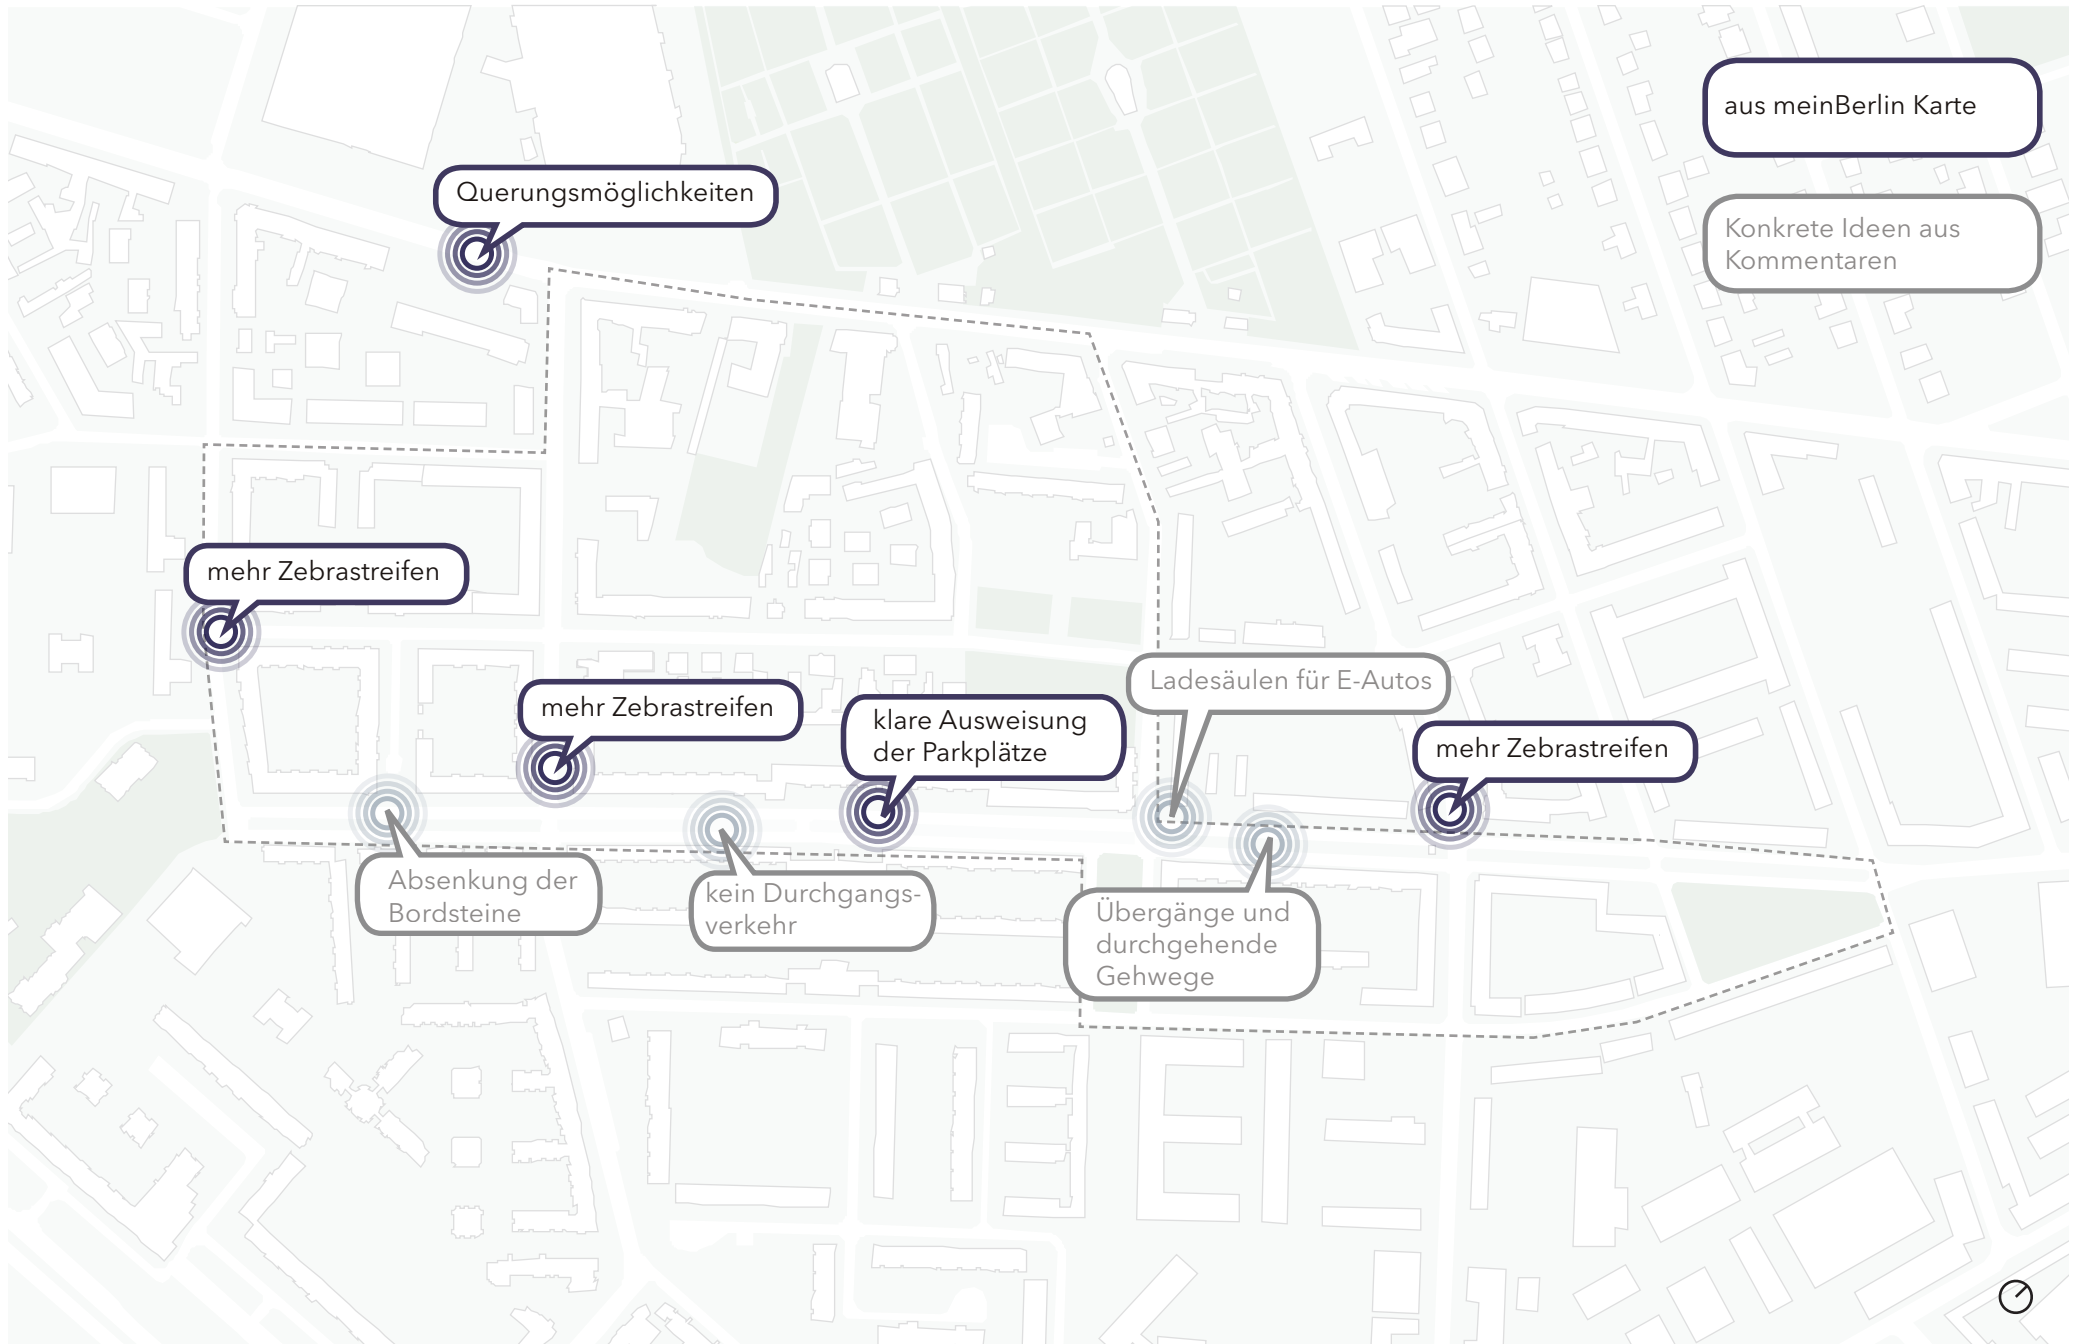 aus meinBerlin Karte
Querungsmöglichkeiten
Konkrete Ideen aus
Kommentaren
mehr Zebrastreifen
Ladesäulen für E-Autos
mehr Zebrastreifen
klare Ausweisung
der Parkplätze
mehr Zebrastreifen
Absenkung der
Bordsteine
kein Durchgangs-
verkehr
Übergänge und
durchgehende
Gehwege